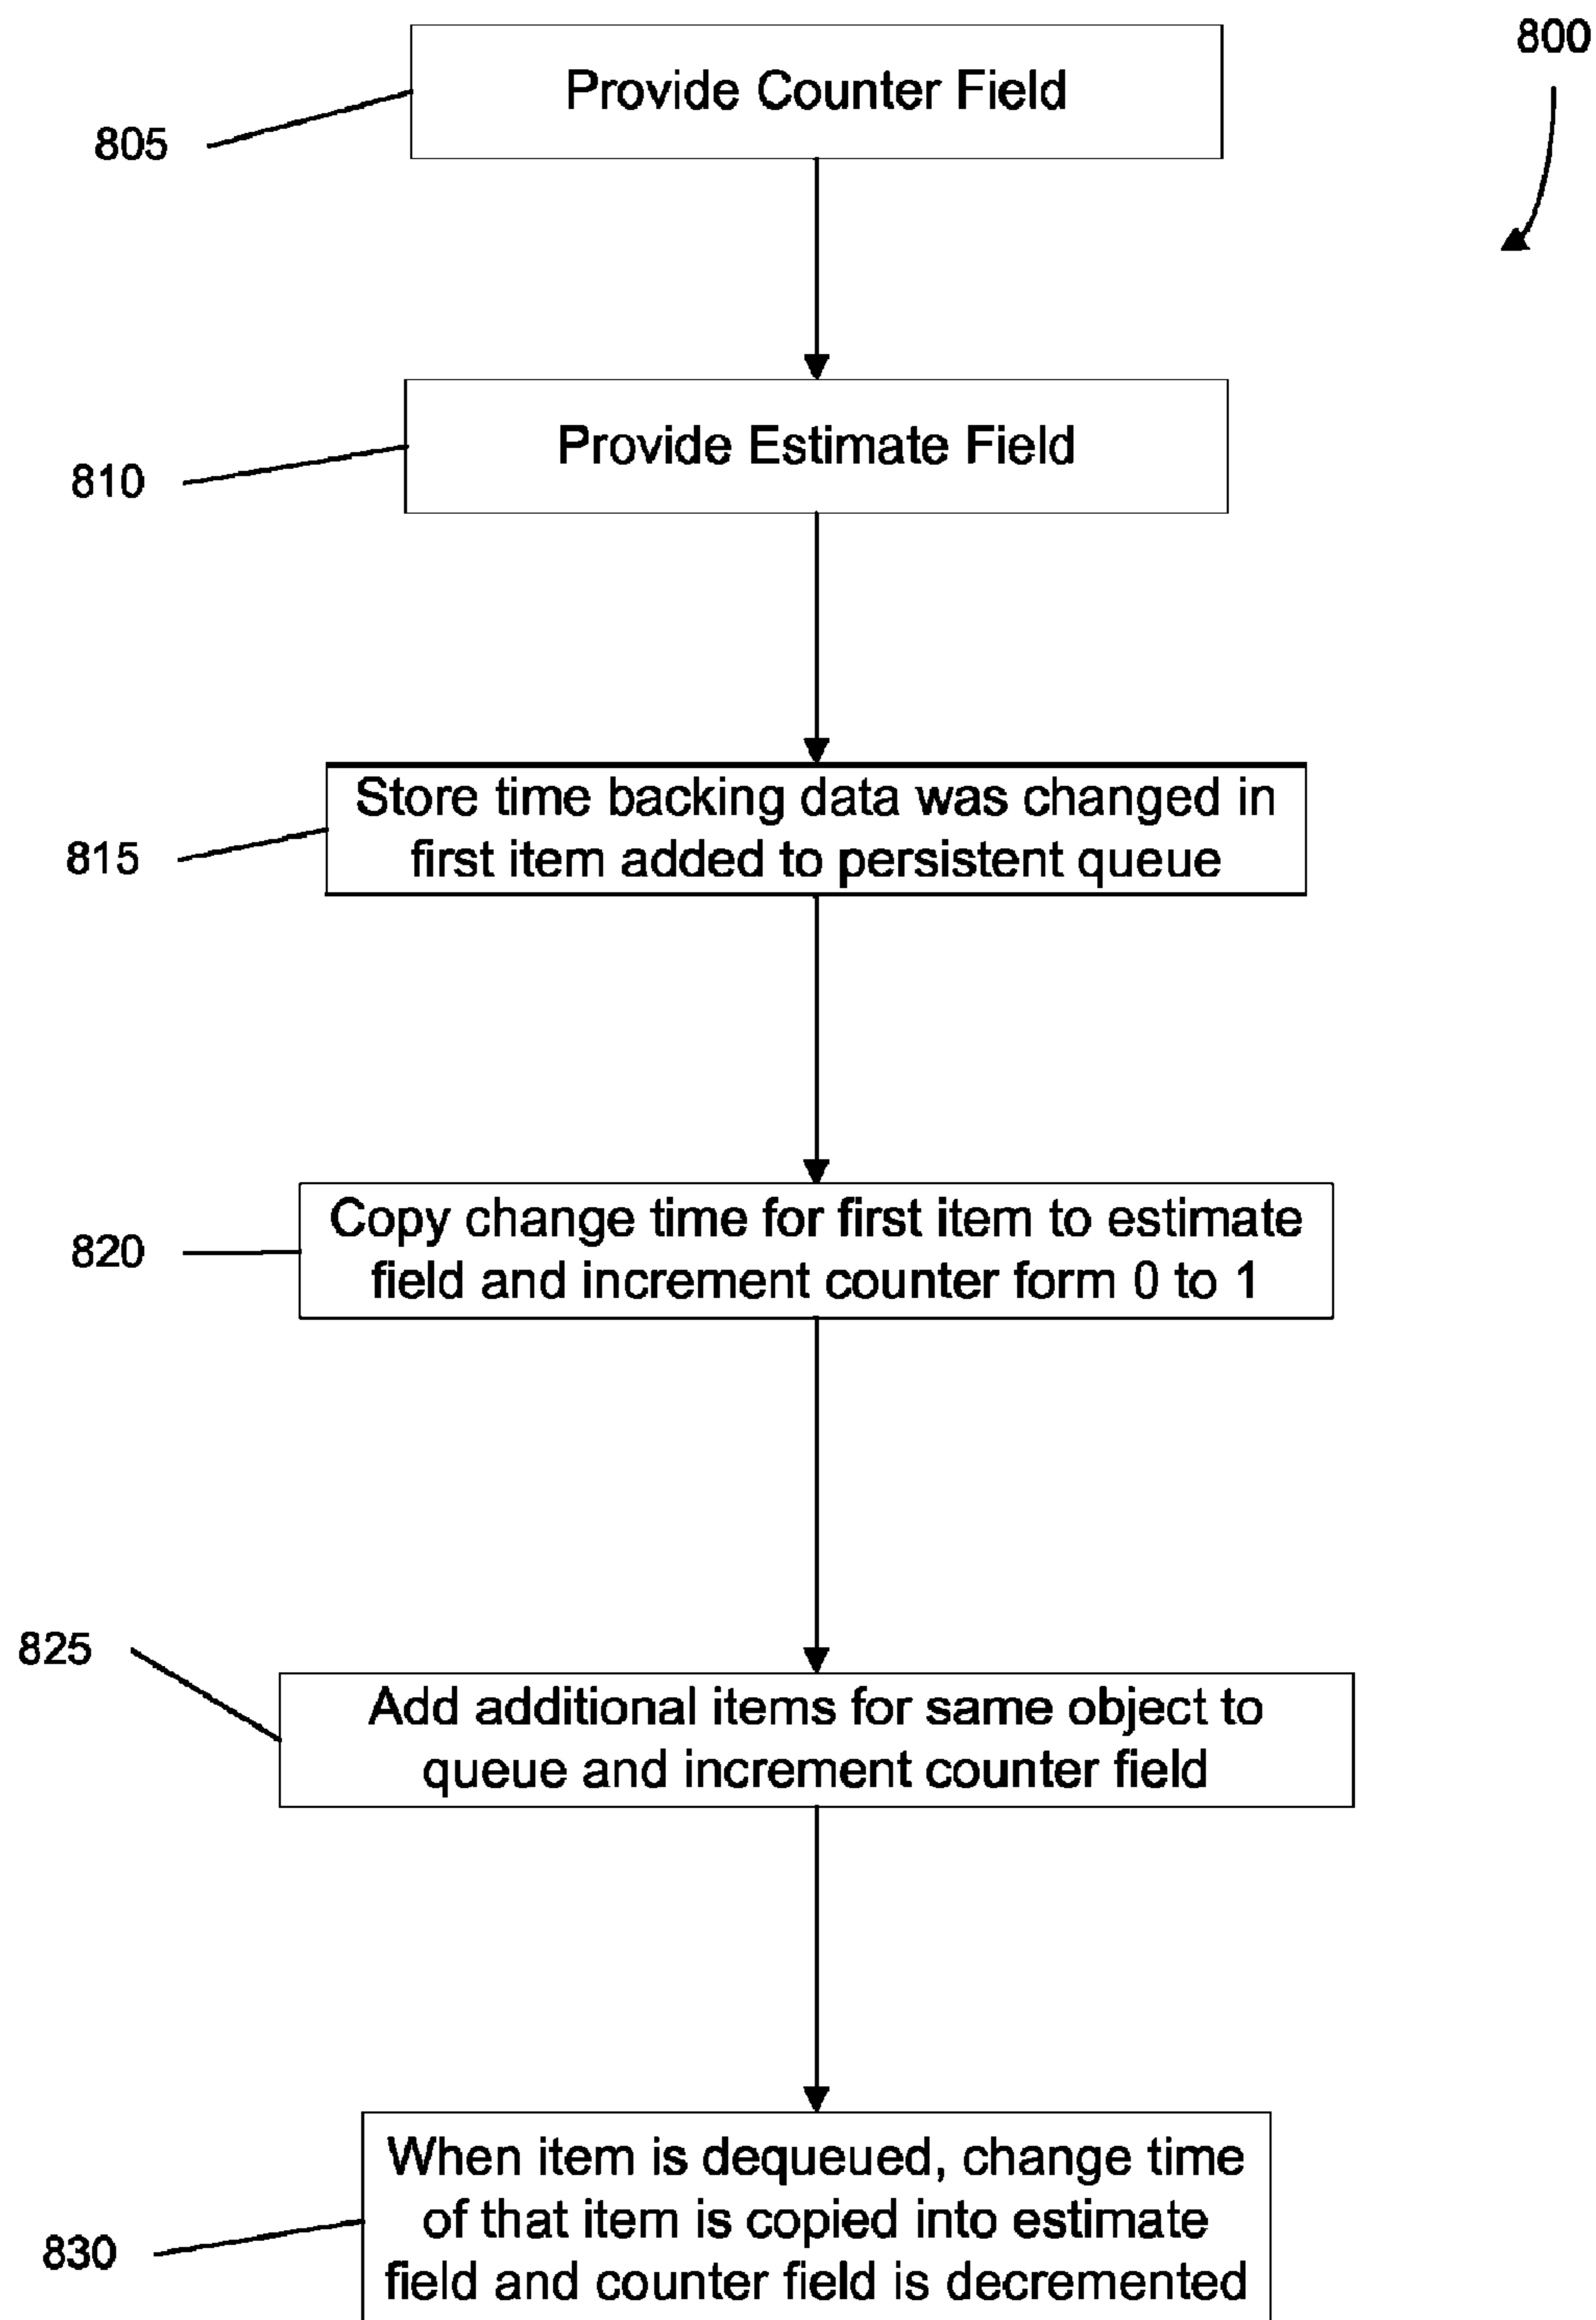 800
Provide Counter Field
805
Provide Estimate Field
810
Store time backing data was changed in
first item added to persistent queue
815
Copy change time for first item to estimate
field and increment counter form 0 to 1
820
825
Add additional items for same object to
queue and increment counter field
When item is dequeued, change time
of that item is copied into estimate
field and counter field is decremented
830